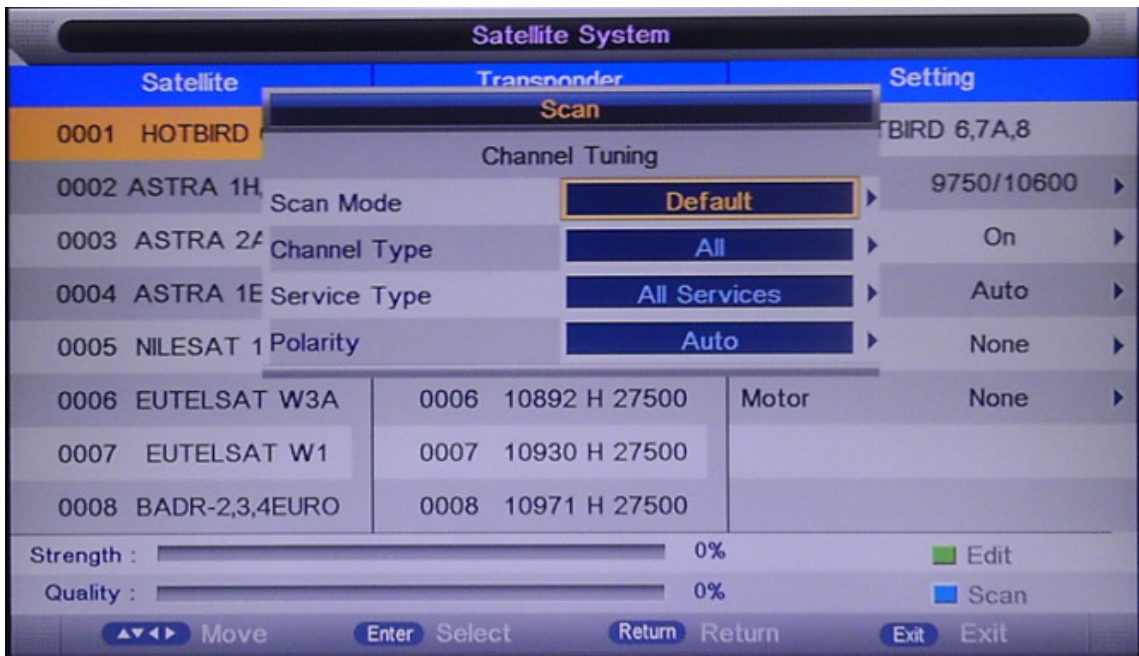 Satellite System
Satellite Transponder Setting
Scan
0001 HOTBIRD TBIRD 6,7A,8
Channel Tuning
0002 ASTRA 1H, Scan Mode Default 9750/10600
0003 ASTRA 2A Channel Type All On
0004 ASTRA 1E Service Type All Services Auto
0005 NILESAT 1 Polarity Auto None
0006 EUTELSAT W3A 0006 10892 H 27500 Motor None
0007 EUTELSAT W1 0007 10930 H 27500
0008 BADR-2,3,4EURO 0008 10971 H 27500
Strength : 0% Edit
Quality : 0% Scan
Move Enter Select Return Return Exit Exit